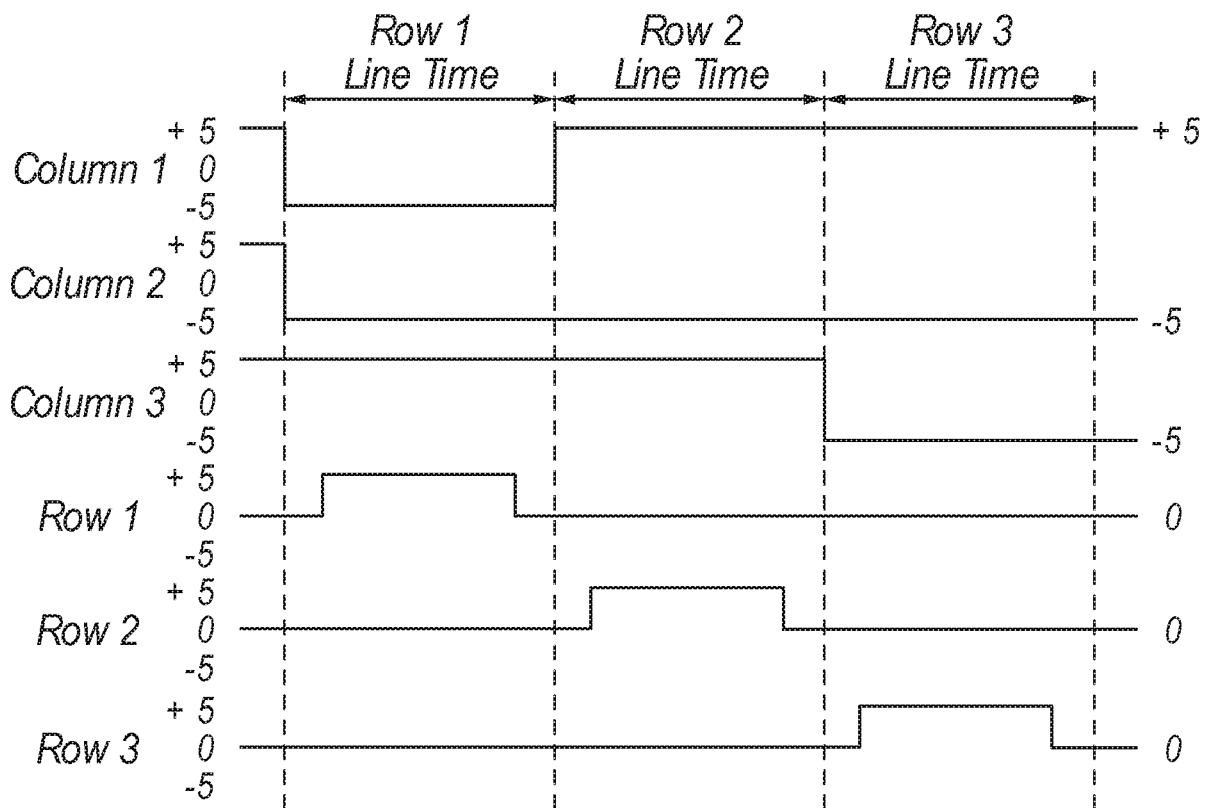 Row 1 Row 2 Row 3
Line Time Line Time Line Time
+ 5 + 5
Column 1 0
-5
+ 5
Column 2 0
-5 -5
+ 5
Column 3 0
-5 -5
+ 5
Row 1 0 0
-5
+ 5
Row 2 0 0
-5
+ 5
Row 3 0 0
-5